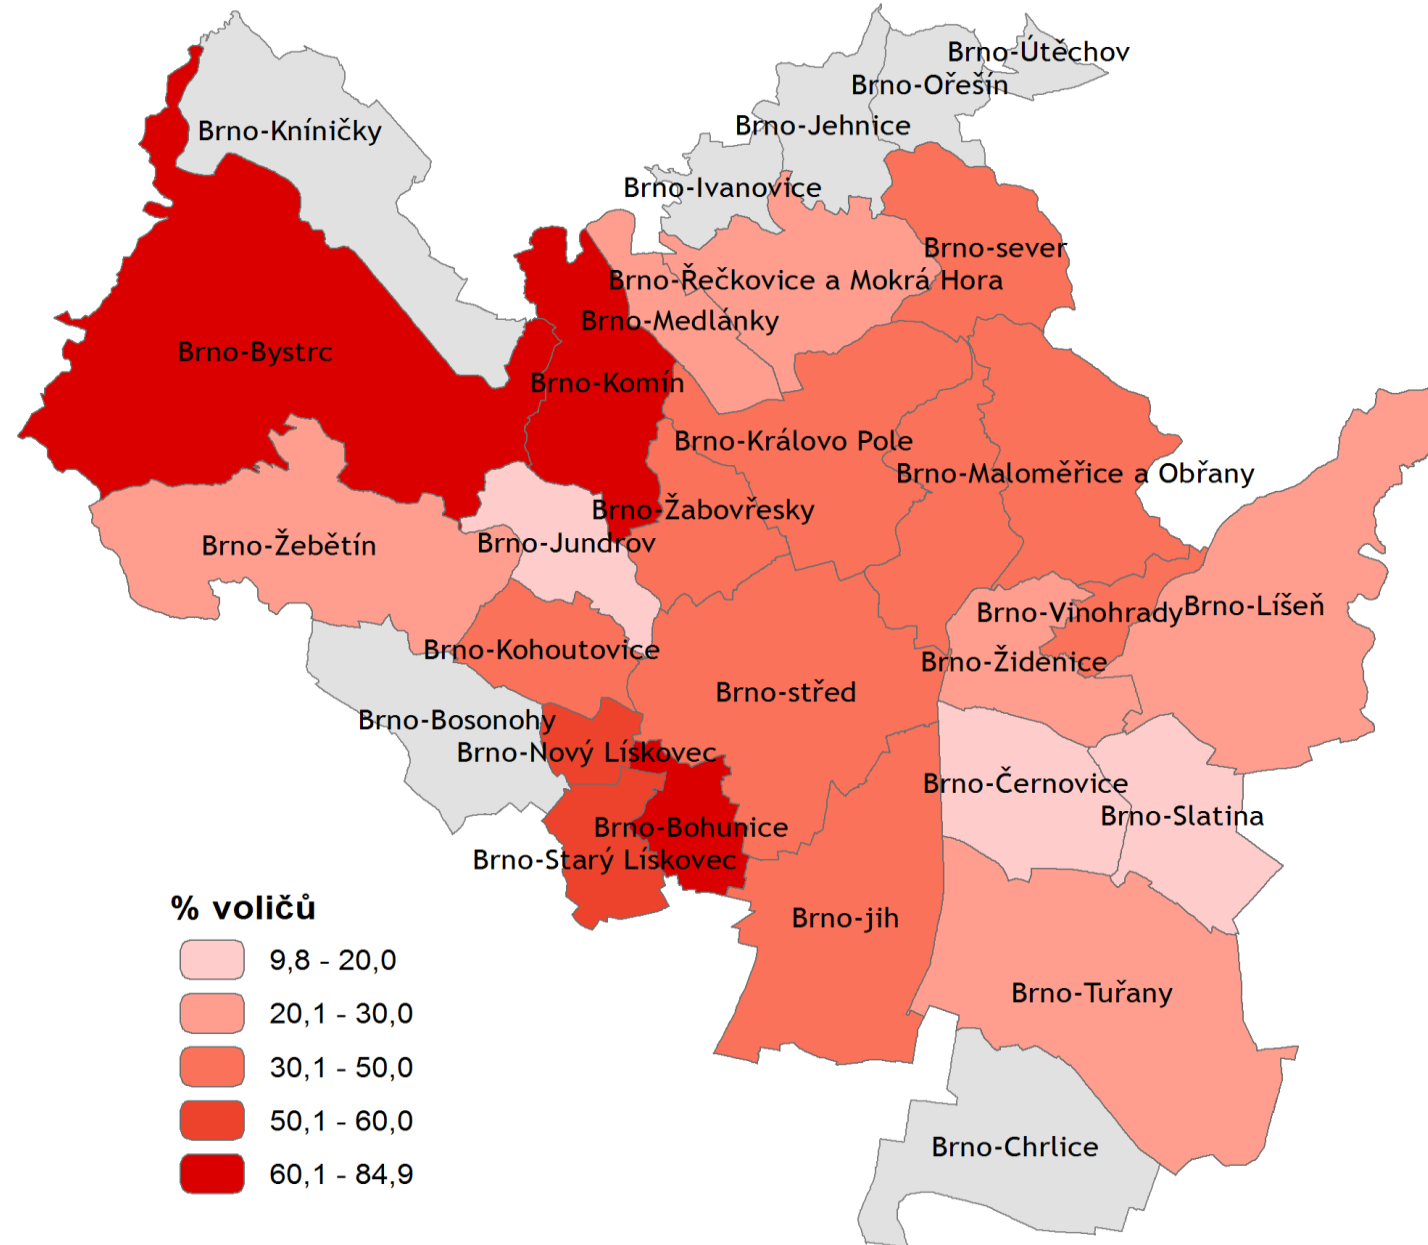 Brno-Útěchov
Brno-Ořešín
Brno-Jehnice
Brno-Kníničky
Brno-Ivanovice
Brno-sever
Brno-Řečkovice a Mokrá Hora
Brno-Medlánky
Brno-Bystrc
Brno-Komín
Brno-Královo Pole
Brno-Maloměřice a Obřany
Brno-Žabovřesky
Brno-Žebětín
Brno-Jundrov
Brno-Vinohrady
Brno-Líšeň
Brno-Kohoutovice
Brno-Židenice
Brno-střed
Brno-Bosonohy
Brno-Nový Lískovec
Brno-Černovice
Brno-Slatina
Brno-Bohunice
Brno-Starý Lískovec
Brno-jih
Brno-Tuřany
Brno-Chrlice
% voličů
9,8 - 20,0
20,1 - 30,0
30,1 - 50,0
50,1 - 60,0
60,1 - 84,9